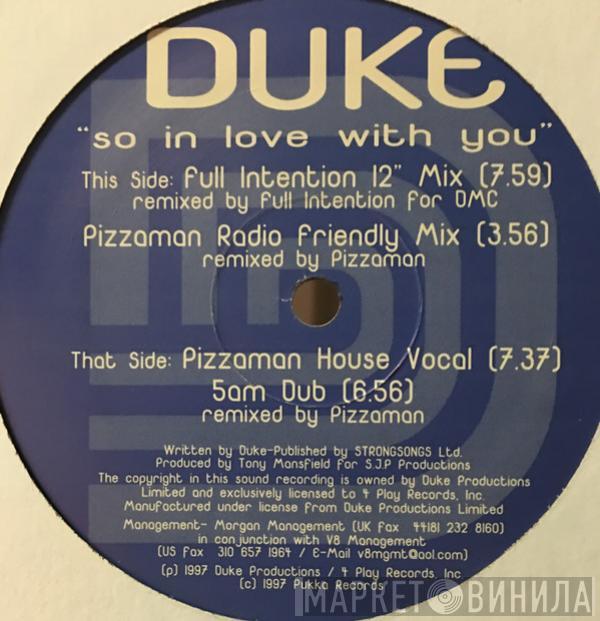 DUKE
"so in love with you"
This Side: Full Intention 12" Mix (7.59)
remixed by Full Intention for DMC
Pizzaman Radio Friendly Mix (3.56)
remixed by Pizzaman
That Side: Pizzaman House Vocal (7.37)
5am Dub (6.56)
remixed by Pizzaman
Written by Duke-Published by STRONGSONGS Ltd.
Produced by Tony Mansfield for S.J.P Productions
The copyright in this sound recording is owned by Duke Productions
Limited and exclusively licensed to 4 Play Records, Inc.
Manufactured under license from Duke Productions Limited
Management- Morgan Management (UK Fax 44181 232 8160)
in conjunction with V8 Management
(US Fax 310 657 1964 / E-Mail v8mgmt@aol.com)
(p) 1997 Duke Productions / 4 Play Records, Inc.
(c) 1997 Pukka Records
МАРКЕТ ВИНИЛА